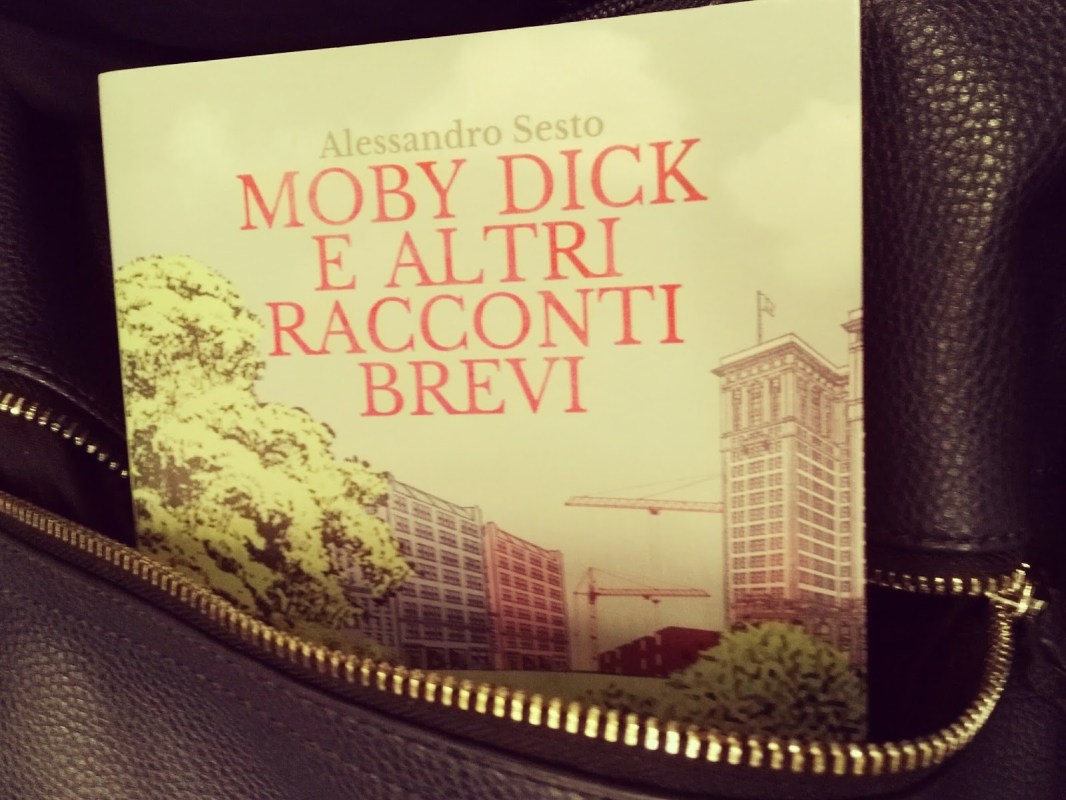 Alessandro Sesto
MOBY DICK
E ALTRI
RACCONTI
BREVI